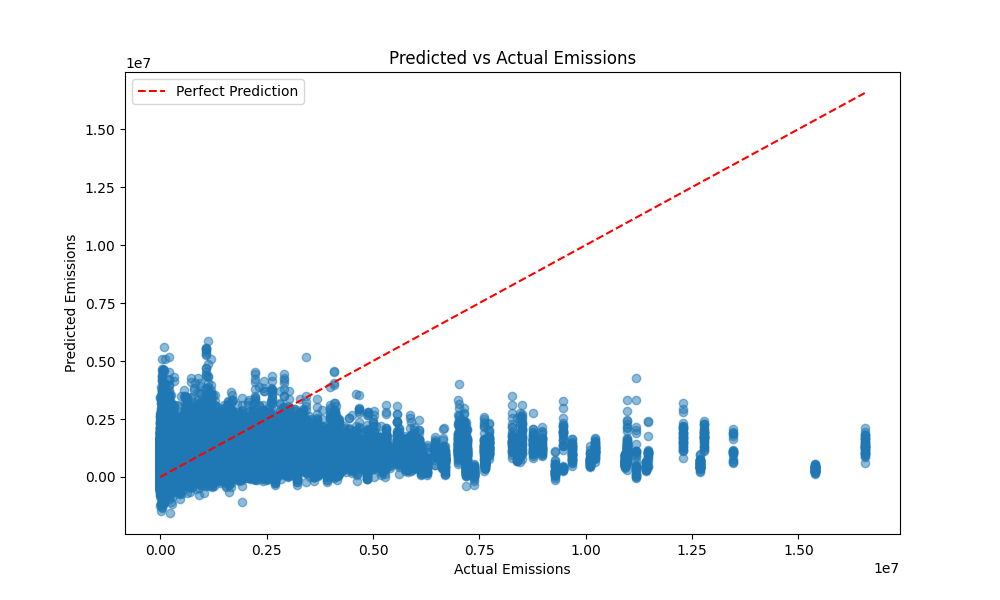 Predicted vs Actual Emissions
1e7
Perfect Prediction
1.50
1.25
1.00
0.75
0.50
0.25
0.00
Predicted Emissions
0.00 0.25 0.50 0.75 1.00 1.25 1.50
1e7
Actual Emissions